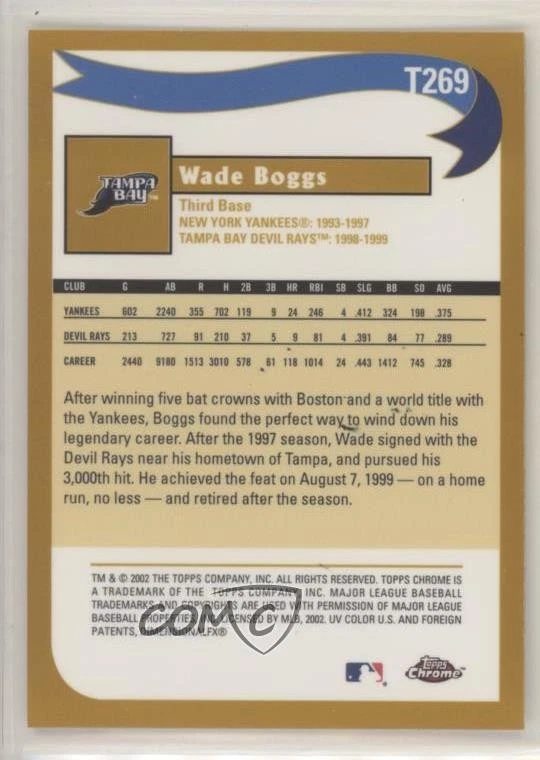 T269
TAMPA
BAY
Wade Boggs
Third Base
NEW YORK YANKEES®: 1993-1997
TAMPA BAY DEVIL RAYS™: 1998-1999
CLUB G AB R H 2B 3B HR RBI SB SLG BB SO AVG
YANKEES 602 2240 355 702 119 9 24 246 4 .412 324 198 .375
DEVIL RAYS 213 727 91 210 37 5 9 81 4 .391 84 77 .289
CAREER 2440 9180 1513 3010 578 61 118 1014 24 .443 1412 745 .328
After winning five bat crowns with Boston and a world title with
the Yankees, Boggs found the perfect way to wind down his
legendary career. After the 1997 season, Wade signed with the
Devil Rays near his hometown of Tampa, and pursued his
3,000th hit. He achieved the feat on August 7, 1999 — on a home
run, no less — and retired after the season.
TM & © 2002 THE TOPPS COMPANY, INC. ALL RIGHTS RESERVED. TOPPS CHROME IS
A TRADEMARK OF THE TOPPS COMPANY, INC. MAJOR LEAGUE BASEBALL
TRADEMARKS AND COPYRIGHTS ARE USED WITH PERMISSION OF MAJOR LEAGUE
BASEBALL PROPERTIES, INC. LICENSED BY MLB, 2002. UV COLOR U.S. AND FOREIGN
PATENTS, DIMENSIONALFX®
COMC
Topps
Chrome